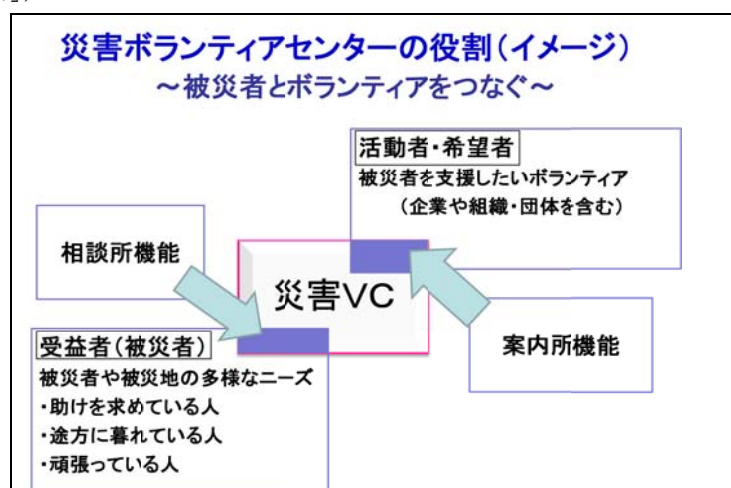 災害ボランティアセンターの役割(イメージ)
～被災者とボランティアをつなぐ～
活動者・希望者
被災者を支援したいボランティア
(企業や組織・団体を含む)
相談所機能
災害VC
案内所機能
受益者(被災者)
被災者や被災地の多様なニーズ
・助けを求めている人
・途方に暮れている人
・頑張っている人